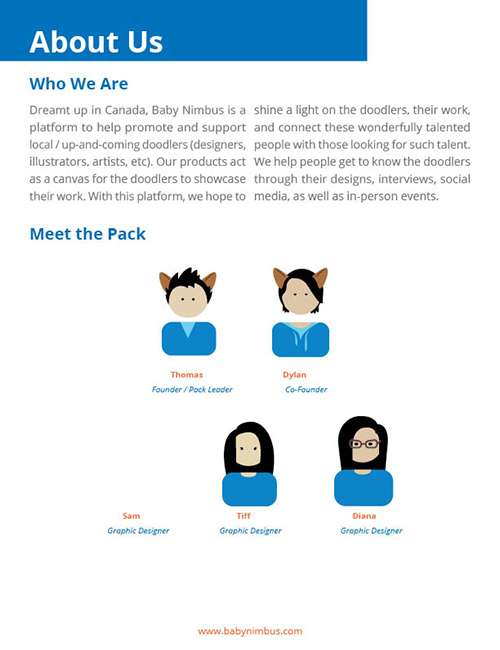 About Us
Who We Are
Dreamt up in Canada, Baby Nimbus is a
platform to help promote and support
local / up-and-coming doodlers (designers,
illustrators, artists, etc). Our products act
as a canvas for the doodlers to showcase
their work. With this platform, we hope to
shine a light on the doodlers, their work,
and connect these wonderfully talented
people with those looking for such talent.
We help people get to know the doodlers
through their designs, interviews, social
media, as well as in-person events.
Meet the Pack
Thomas
Founder / Pack Leader
Dylan
Co-Founder
Sam
Graphic Designer
Tiff
Graphic Designer
Diana
Graphic Designer
www.babynimbus.com